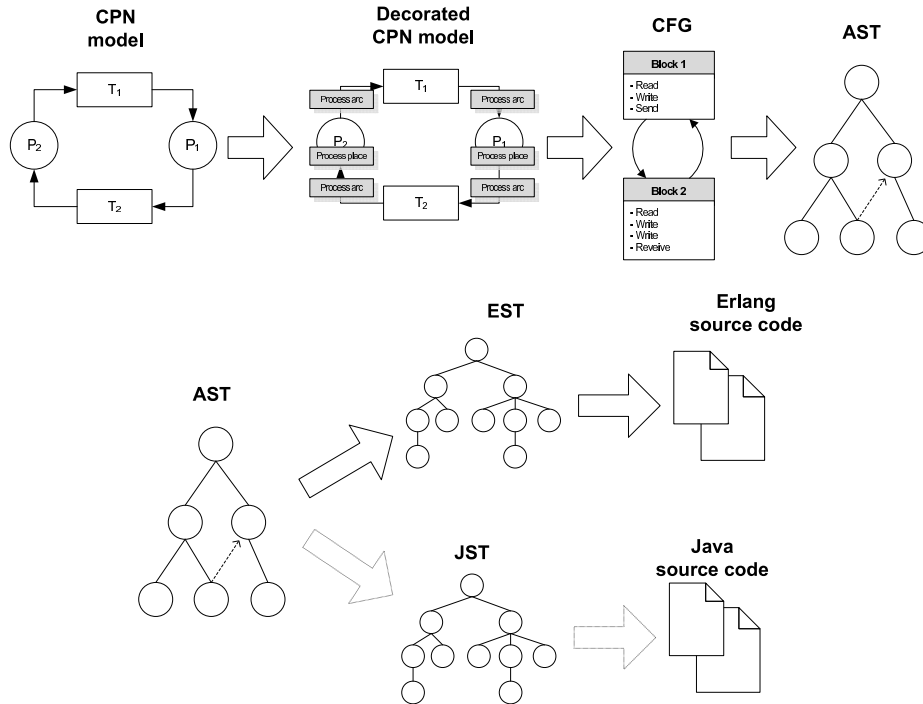 CPN
model
Decorated
CPN model
CFG
AST
T₁
P₂
P₁
T₂
Process arc
T₁
Process arc
P₂
P₁
Process place
Process place
Process arc
T₂
Process arc
Block 1
- Read
- Write
- Send
Block 2
- Read
- Write
- Write
- Reveive
AST
EST
Erlang
source code
JST
Java
source code